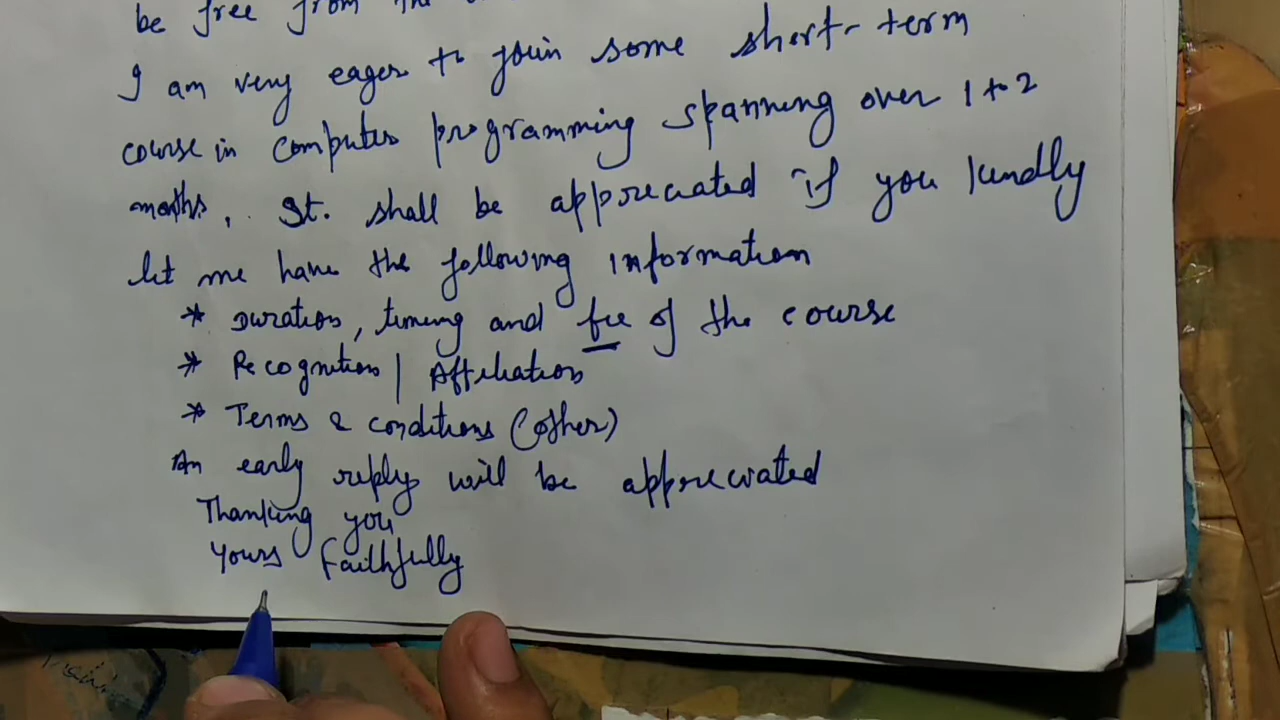 be free from the
I am very eager to join some short-term
course in computer programming spanning over 1 to 2
months, . It. shall be appreciated if you kindly
let me have the following information
* Duration, timing and fee of the course
* Recognition | Affiliation
* Terms & conditions (other)
An early reply will be appreciated
Thanking you
Yours Faithfully